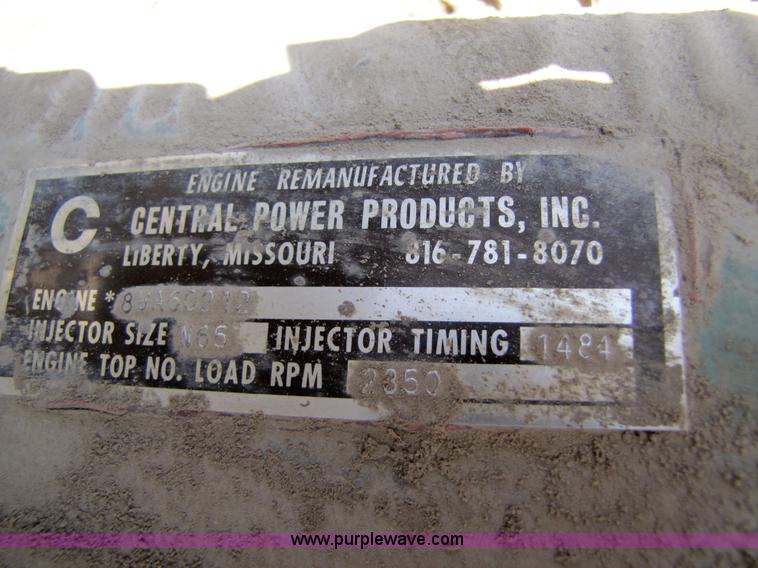 C
ENGINE REMANUFACTURED BY
CENTRAL POWER PRODUCTS, INC.
LIBERTY, MISSOURI 816-781-8070
ENGINE *
INJECTOR SIZE N65 INJECTOR TIMING 1484
ENGINE TOP NO. LOAD RPM 2350
www.purplewave.com